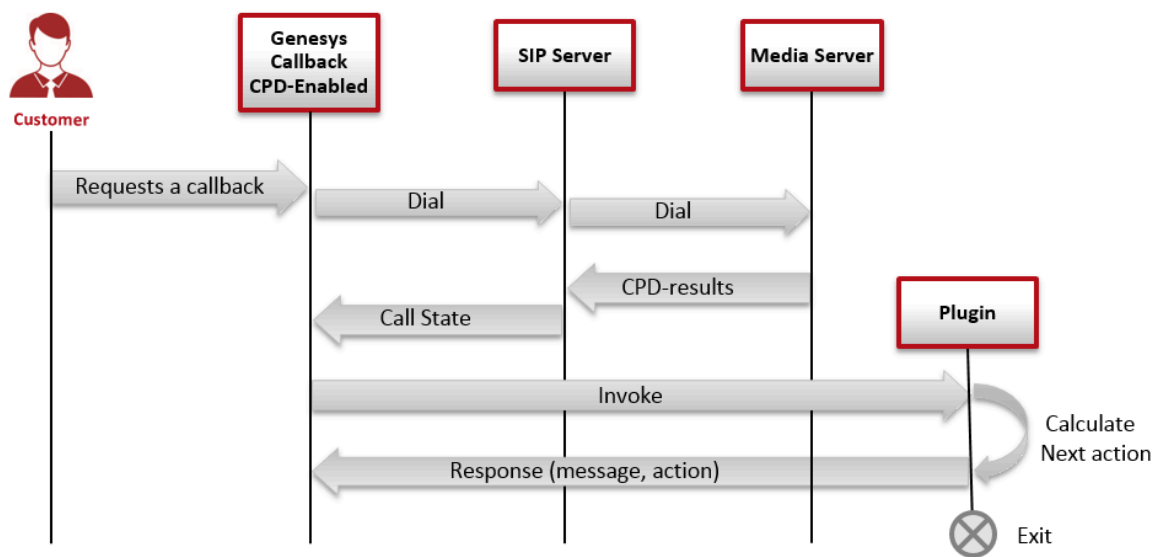 Genesys
Callback
CPD-Enabled
SIP Server
Media Server
Customer
Requests a callback
Dial
Dial
CPD-results
Call State
Plugin
Invoke
Calculate
Next action
Response (message, action)
Exit